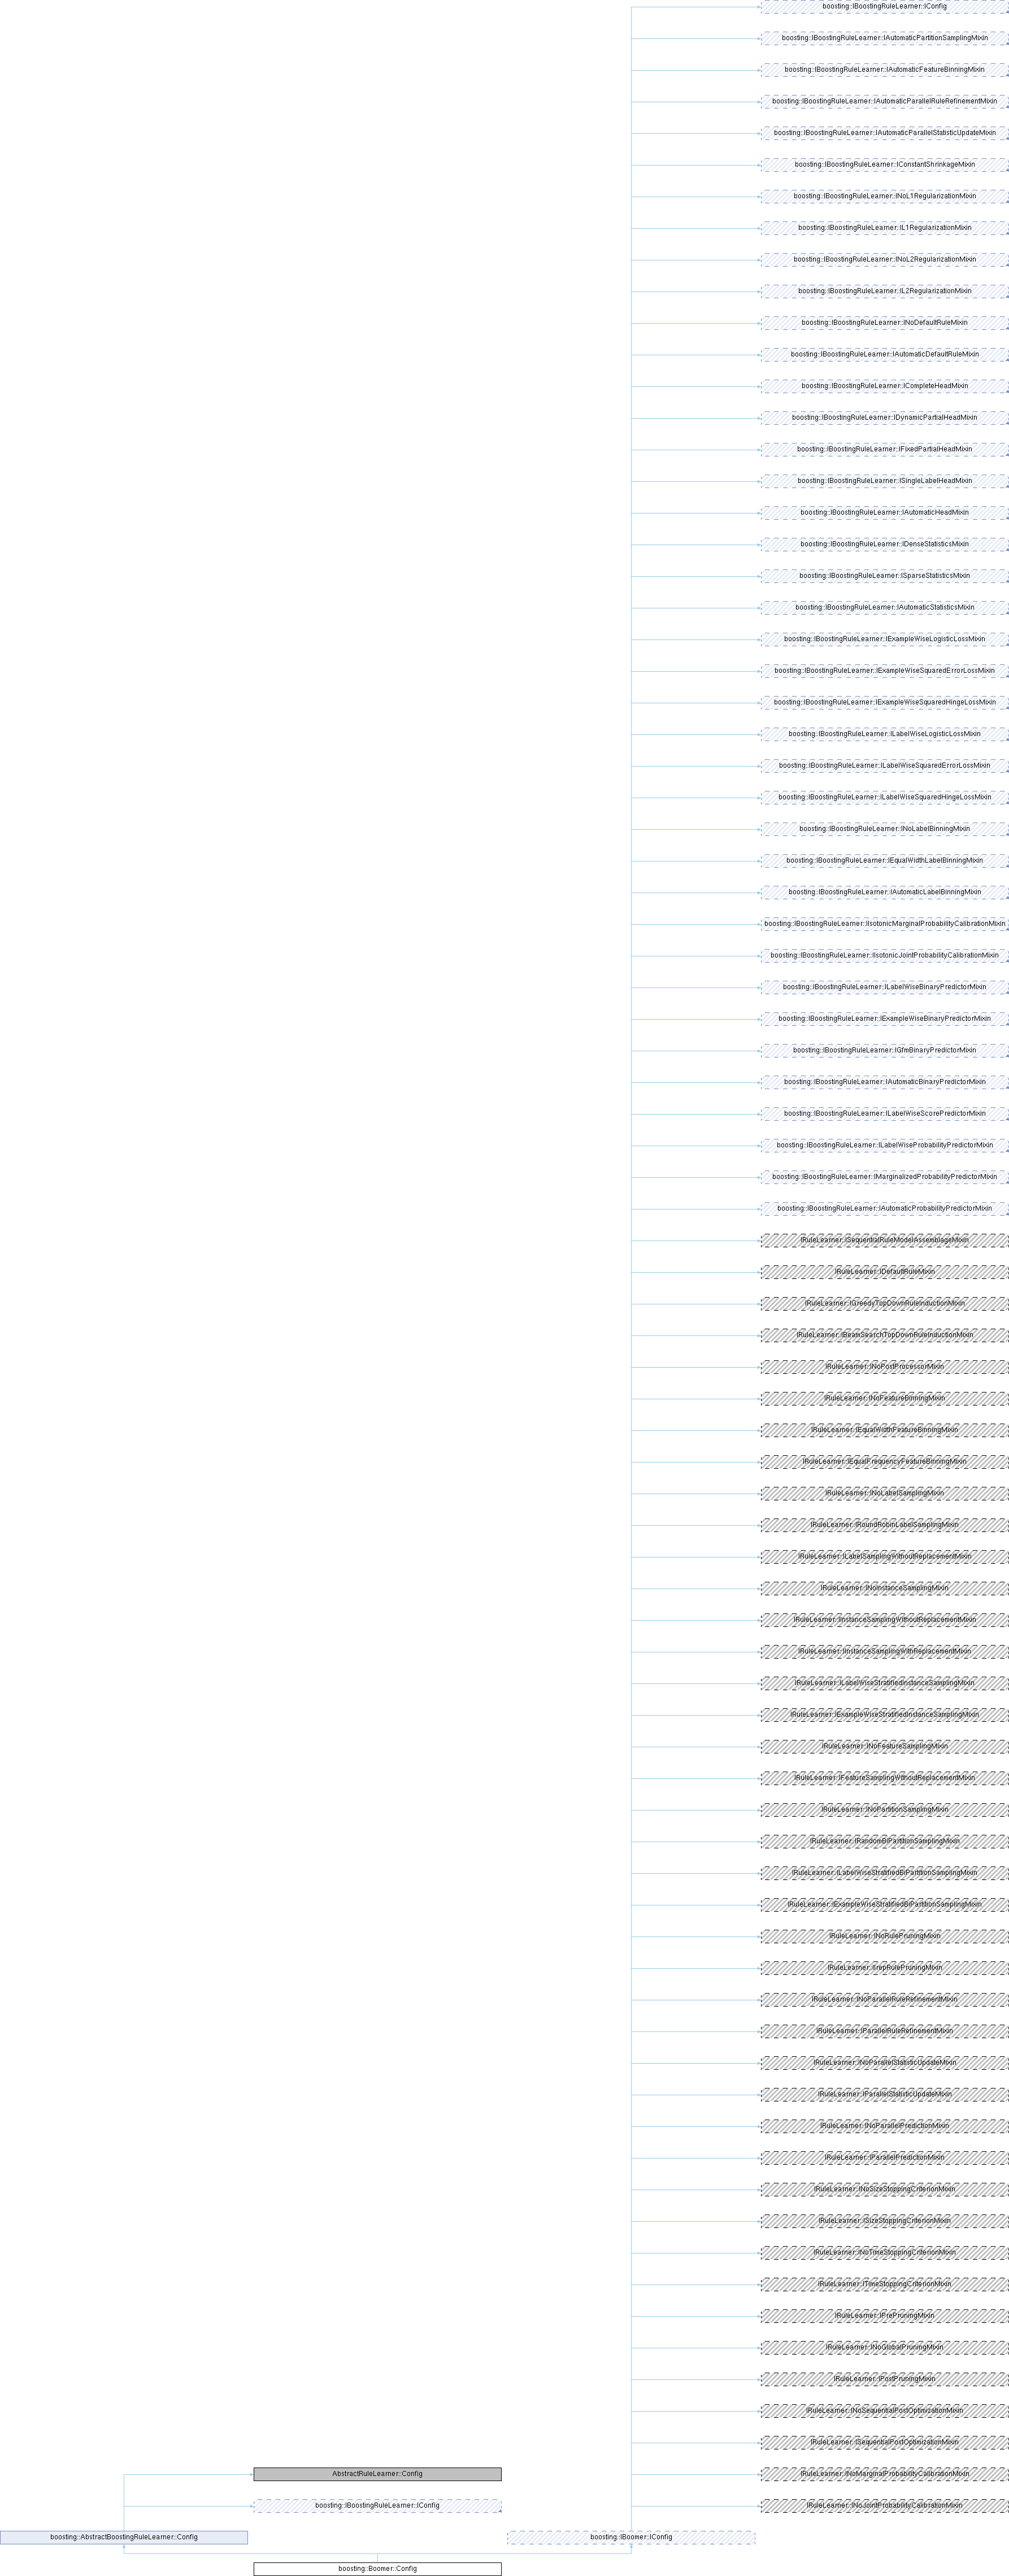 boosting::IBoostingRuleLearner::IConfig
boosting::IBoostingRuleLearner::IAutomaticPartitionSamplingMixin
boosting::IBoostingRuleLearner::IAutomaticFeatureBinningMixin
boosting::IBoostingRuleLearner::IAutomaticParallelRuleRefinementMixin
boosting::IBoostingRuleLearner::IAutomaticParallelStatisticUpdateMixin
boosting::IBoostingRuleLearner::IConstantShrinkageMixin
boosting::IBoostingRuleLearner::INoL1RegularizationMixin
boosting::IBoostingRuleLearner::IL1RegularizationMixin
boosting::IBoostingRuleLearner::INoL2RegularizationMixin
boosting::IBoostingRuleLearner::IL2RegularizationMixin
boosting::IBoostingRuleLearner::INoDefaultRuleMixin
boosting::IBoostingRuleLearner::IAutomaticDefaultRuleMixin
boosting::IBoostingRuleLearner::ICompleteHeadMixin
boosting::IBoostingRuleLearner::IDynamicPartialHeadMixin
boosting::IBoostingRuleLearner::IFixedPartialHeadMixin
boosting::IBoostingRuleLearner::ISingleLabelHeadMixin
boosting::IBoostingRuleLearner::IAutomaticHeadMixin
boosting::IBoostingRuleLearner::IDenseStatisticsMixin
boosting::IBoostingRuleLearner::ISparseStatisticsMixin
boosting::IBoostingRuleLearner::IAutomaticStatisticsMixin
boosting::IBoostingRuleLearner::IExampleWiseLogisticLossMixin
boosting::IBoostingRuleLearner::IExampleWiseSquaredErrorLossMixin
boosting::IBoostingRuleLearner::IExampleWiseSquaredHingeLossMixin
boosting::IBoostingRuleLearner::ILabelWiseLogisticLossMixin
boosting::IBoostingRuleLearner::ILabelWiseSquaredErrorLossMixin
boosting::IBoostingRuleLearner::ILabelWiseSquaredHingeLossMixin
boosting::IBoostingRuleLearner::INoLabelBinningMixin
boosting::IBoostingRuleLearner::IEqualWidthLabelBinningMixin
boosting::IBoostingRuleLearner::IAutomaticLabelBinningMixin
boosting::IBoostingRuleLearner::IIsotonicMarginalProbabilityCalibrationMixin
boosting::IBoostingRuleLearner::IIsotonicJointProbabilityCalibrationMixin
boosting::IBoostingRuleLearner::ILabelWiseBinaryPredictorMixin
boosting::IBoostingRuleLearner::IExampleWiseBinaryPredictorMixin
boosting::IBoostingRuleLearner::IGfmBinaryPredictorMixin
boosting::IBoostingRuleLearner::IAutomaticBinaryPredictorMixin
boosting::IBoostingRuleLearner::ILabelWiseScorePredictorMixin
boosting::IBoostingRuleLearner::ILabelWiseProbabilityPredictorMixin
boosting::IBoostingRuleLearner::IMarginalizedProbabilityPredictorMixin
boosting::IBoostingRuleLearner::IAutomaticProbabilityPredictorMixin
IRuleLearner::ISequentialRuleModelAssemblageMixin
IRuleLearner::IDefaultRuleMixin
IRuleLearner::IGreedyTopDownRuleInductionMixin
IRuleLearner::IBeamSearchTopDownRuleInductionMixin
IRuleLearner::INoPostProcessorMixin
IRuleLearner::INoFeatureBinningMixin
IRuleLearner::IEqualWidthFeatureBinningMixin
IRuleLearner::IEqualFrequencyFeatureBinningMixin
IRuleLearner::INoLabelSamplingMixin
IRuleLearner::IRoundRobinLabelSamplingMixin
IRuleLearner::ILabelSamplingWithoutReplacementMixin
IRuleLearner::INoInstanceSamplingMixin
IRuleLearner::IInstanceSamplingWithoutReplacementMixin
IRuleLearner::IInstanceSamplingWithReplacementMixin
IRuleLearner::ILabelWiseStratifiedInstanceSamplingMixin
IRuleLearner::IExampleWiseStratifiedInstanceSamplingMixin
IRuleLearner::INoFeatureSamplingMixin
IRuleLearner::IFeatureSamplingWithoutReplacementMixin
IRuleLearner::INoPartitionSamplingMixin
IRuleLearner::IRandomBiPartitionSamplingMixin
IRuleLearner::ILabelWiseStratifiedBiPartitionSamplingMixin
IRuleLearner::IExampleWiseStratifiedBiPartitionSamplingMixin
IRuleLearner::INoRulePruningMixin
IRuleLearner::IIrepRulePruningMixin
IRuleLearner::INoParallelRuleRefinementMixin
IRuleLearner::IParallelRuleRefinementMixin
IRuleLearner::INoParallelStatisticUpdateMixin
IRuleLearner::IParallelStatisticUpdateMixin
IRuleLearner::INoParallelPredictionMixin
IRuleLearner::IParallelPredictionMixin
IRuleLearner::INoSizeStoppingCriterionMixin
IRuleLearner::ISizeStoppingCriterionMixin
IRuleLearner::INoTimeStoppingCriterionMixin
IRuleLearner::ITimeStoppingCriterionMixin
IRuleLearner::IPrePruningMixin
IRuleLearner::INoGlobalPruningMixin
IRuleLearner::IPostPruningMixin
IRuleLearner::INoSequentialPostOptimizationMixin
IRuleLearner::ISequentialPostOptimizationMixin
AbstractRuleLearner::Config
IRuleLearner::INoMarginalProbabilityCalibrationMixin
boosting::IBoostingRuleLearner::IConfig
IRuleLearner::INoJointProbabilityCalibrationMixin
boosting::AbstractBoostingRuleLearner::Config
boosting::IBoomer::IConfig
boosting::Boomer::Config